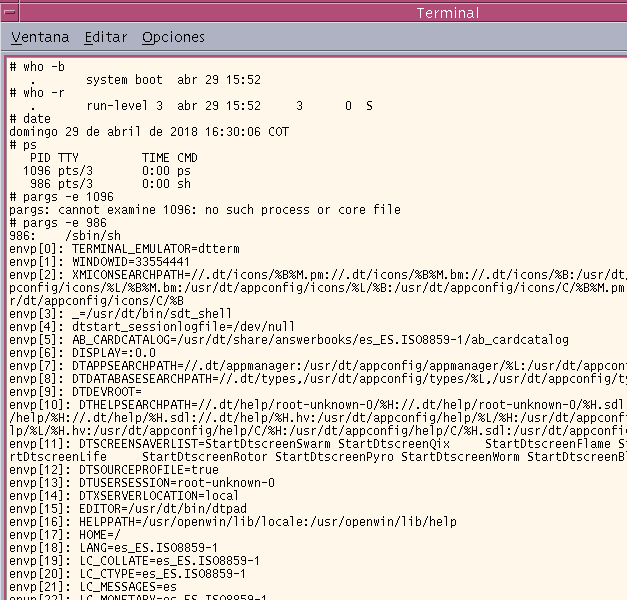 Terminal
Ventana Editar Opciones
# who -b
   .       system boot  abr 29 15:52
# who -r
   .       run-level 3  abr 29 15:52     3      0  S
# date
domingo 29 de abril de 2018 16:30:06 COT
# ps
   PID TTY         TIME CMD
  1096 pts/3       0:00 ps
   986 pts/3       0:00 sh
# pargs -e 1096
pargs: cannot examine 1096: no such process or core file
# pargs -e 986
986:    /sbin/sh
envp[0]: TERMINAL_EMULATOR=dtterm
envp[1]: WINDOWID=33554441
envp[2]: XMICONSEARCHPATH=//.dt/icons/%B%M.pm://.dt/icons/%B%M.bm://.dt/icons/%B:/usr/dt/
pconfig/icons/%L/%B%M.bm:/usr/dt/appconfig/icons/%L/%B:/usr/dt/appconfig/icons/C/%B%M.pm
r/dt/appconfig/icons/C/%B
envp[3]: _=/usr/dt/bin/sdt_shell
envp[4]: dtstart_sessionlogfile=/dev/null
envp[5]: AB_CARDCATALOG=/usr/dt/share/answerbooks/es_ES.ISO8859-1/ab_cardcatalog
envp[6]: DISPLAY=:0.0
envp[7]: DTAPPSEARCHPATH=//.dt/appmanager:/usr/dt/appconfig/appmanager/%L:/usr/dt/appcon
envp[8]: DTDATABASESEARCHPATH=//.dt/types,/usr/dt/appconfig/types/%L,/usr/dt/appconfig/ty
envp[9]: DTDEVROOT=
envp[10]: DTHELPSEARCHPATH=//.dt/help/root-unknown-0/%H://.dt/help/root-unknown-0/%H.sdl
/help/%H://.dt/help/%H.sdl://.dt/help/%H.hv:/usr/dt/appconfig/help/%L/%H:/usr/dt/appconf
lp/%L/%H.hv:/usr/dt/appconfig/help/C/%H:/usr/dt/appconfig/help/C/%H.sdl:/usr/dt/appconfi
envp[11]: DTSCREENSAVERLIST=StartDtscreenSwarm StartDtscreenQix     StartDtscreenFlame St
rtDtscreenLife     StartDtscreenRotor StartDtscreenPyro StartDtscreenWorm StartDtscreenBl
envp[12]: DTSOURCEPROFILE=true
envp[13]: DTUSERSESSION=root-unknown-0
envp[14]: DTXSERVERLOCATION=local
envp[15]: EDITOR=/usr/dt/bin/dtpad
envp[16]: HELPPATH=/usr/openwin/lib/locale:/usr/openwin/lib/help
envp[17]: HOME=/
envp[18]: LANG=es_ES.ISO8859-1
envp[19]: LC_COLLATE=es_ES.ISO8859-1
envp[20]: LC_CTYPE=es_ES.ISO8859-1
envp[21]: LC_MESSAGES=es
envp[22]: LC_MONETARY=es_ES.ISO8859-1